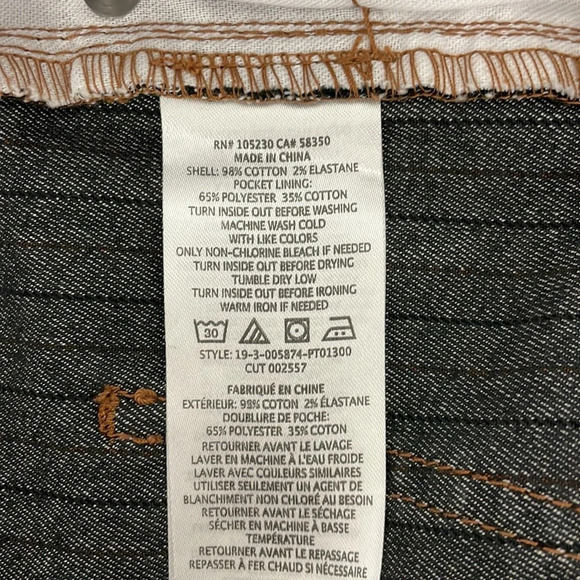 RN# 105230 CA# 58350
MADE IN CHINA
SHELL: 98% COTTON 2% ELASTANE
POCKET LINING:
65% POLYESTER 35% COTTON
TURN INSIDE OUT BEFORE WASHING
MACHINE WASH COLD
WITH LIKE COLORS
ONLY NON-CHLORINE BLEACH IF NEEDED
TURN INSIDE OUT BEFORE DRYING
TUMBLE DRY LOW
TURN INSIDE OUT BEFORE IRONING
WARM IRON IF NEEDED
30
STYLE: 19-3-005874-PT01300
CUT 002557
FABRIQUÉ EN CHINE
EXTÉRIEUR: 98% COTTON 2% ÉLASTANE
DOUBLURE DE POCHE:
65% POLYESTER 35% COTON
RETOURNER AVANT LE LAVAGE
LAVER EN MACHINE À L'EAU FROIDE
LAVER AVEC COULEURS SIMILAIRES
UTILISER SEULEMENT UN AGENT DE
BLANCHIMENT NON CHLORÉ AU BESOIN
RETOURNER AVANT LE SÉCHAGE
SÉCHER EN MACHINE À BASSE
TEMPÉRATURE
RETOURNER AVANT LE REPASSAGE
REPASSER À FER CHAUD SI NÉCESSAIRE